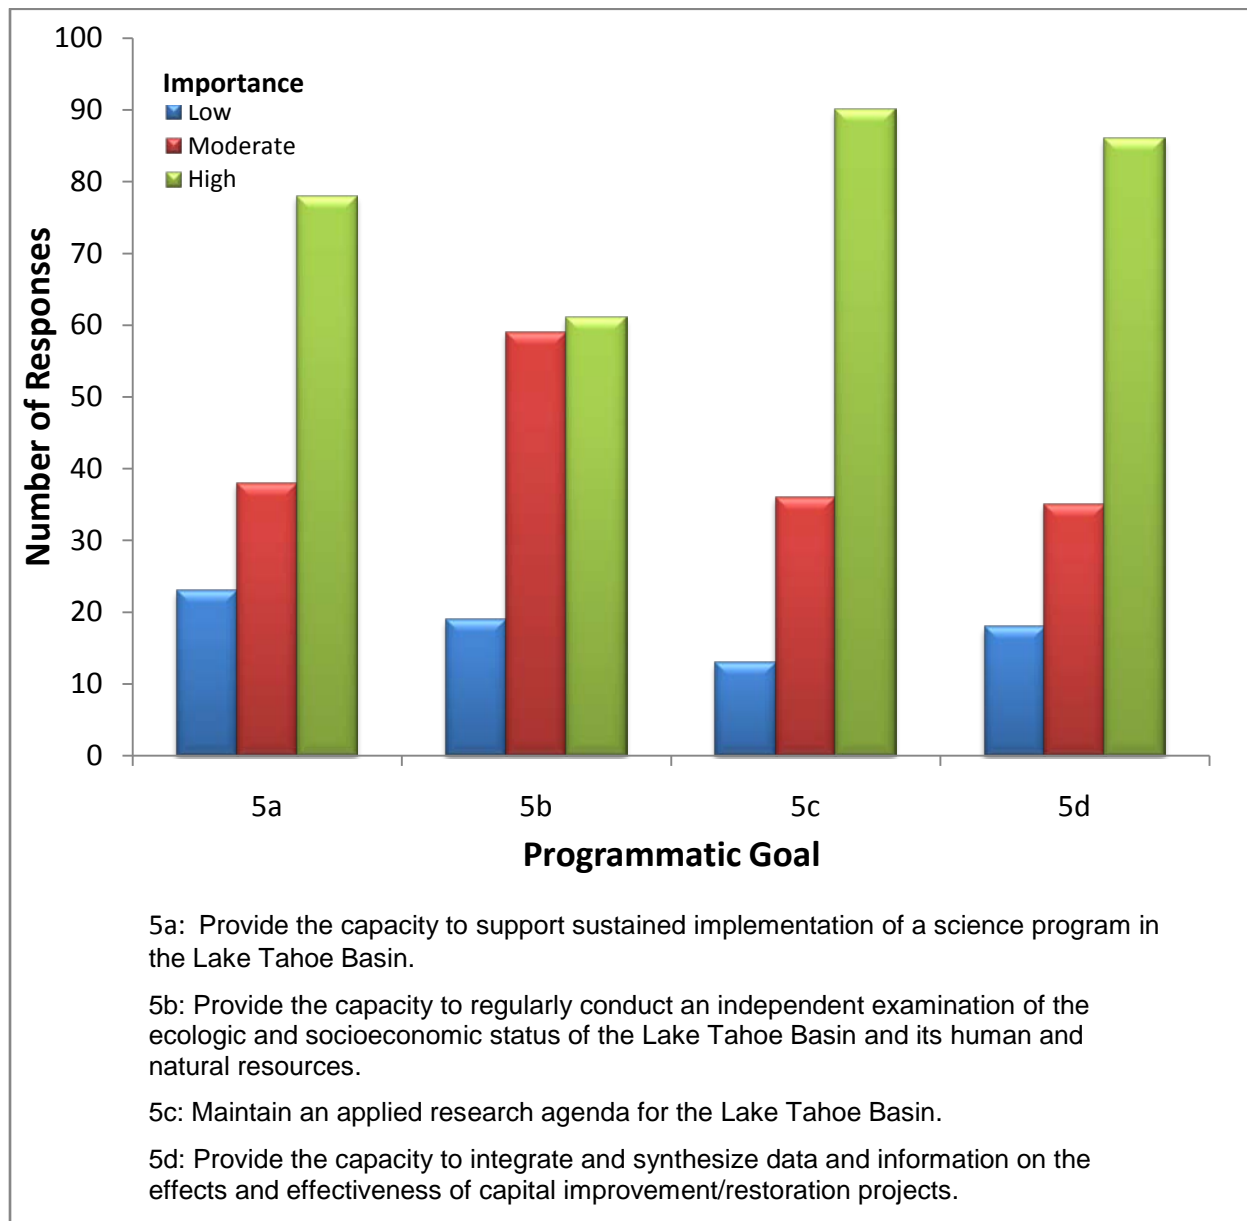 100
90
80
70
60
50
40
30
20
10
0
Number of Responses
Importance
Low
Moderate
High
5a
5b
5c
5d
Programmatic Goal
5a: Provide the capacity to support sustained implementation of a science program in
the Lake Tahoe Basin.
5b: Provide the capacity to regularly conduct an independent examination of the
ecologic and socioeconomic status of the Lake Tahoe Basin and its human and
natural resources.
5c: Maintain an applied research agenda for the Lake Tahoe Basin.
5d: Provide the capacity to integrate and synthesize data and information on the
effects and effectiveness of capital improvement/restoration projects.